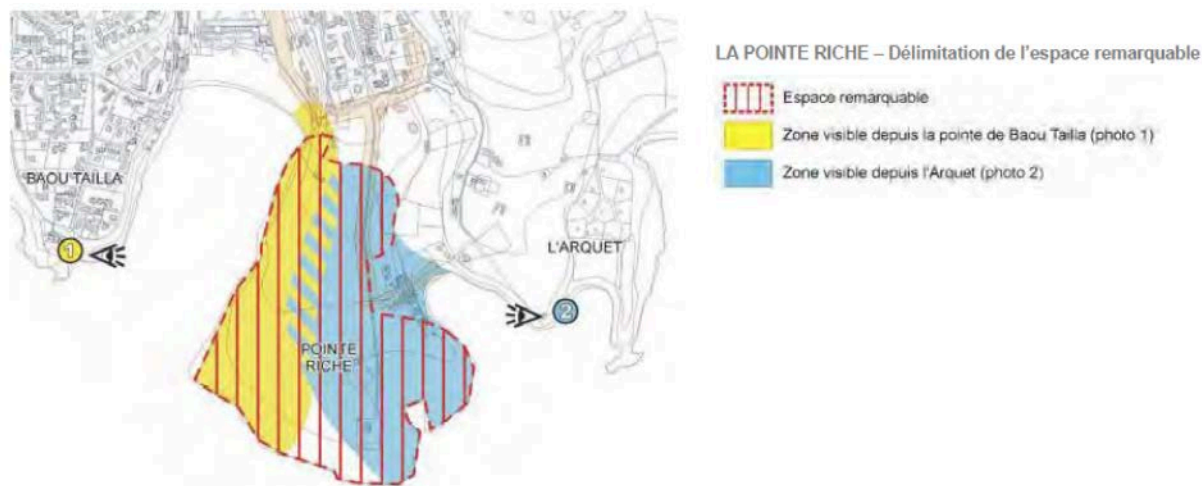 LA POINTE RICHE – Délimitation de l'espace remarquable
Espace remarquable
Zone visible depuis la pointe de Baou Tailla (photo 1)
Zone visible depuis l'Arquet (photo 2)
BAOU TAILLA
1
L'ARQUET
2
POINTE
RICHE